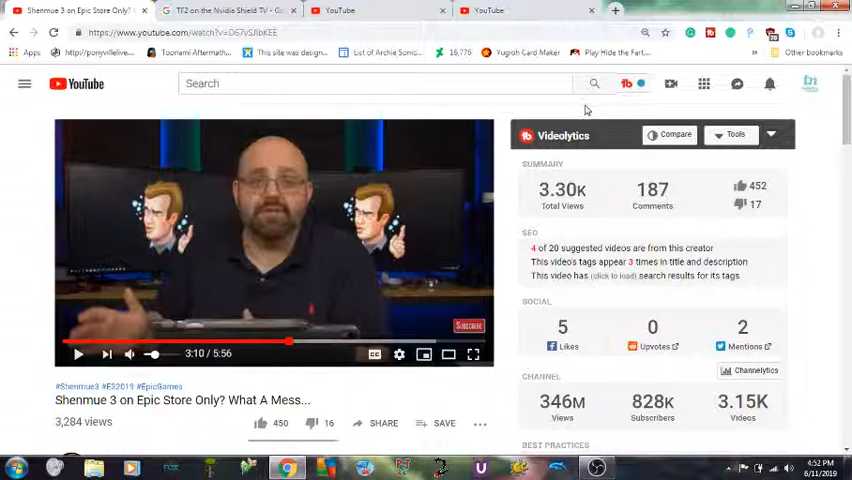 Shenmue 3 on Epic Store Only? W
TF2 on the Nvidia Shield TV - G
YouTube
YouTube
https://www.youtube.com/watch?v=D67vSJlbKEE
Apps
http://ponyvillelive...
Toonami Aftermath...
This site was design...
List of Archie Sonic...
16,776
Yugioh Card Maker
Play Hide the Fart...
Other bookmarks
YouTube
Search
tn
Videolytics
Compare
Tools
SUMMARY
3.30K
187
452
Total Views
Comments
17
SEO
4 of 20 suggested videos are from this creator
This video's tags appear 3 times in title and description
This video has (click to load) search results for its tags
SOCIAL
5
0
2
Likes
Upvotes
Mentions
Channelytics
CHANNEL
346M
828K
3.15K
Views
Subscribers
Videos
BEST PRACTICES
SUBSCRIBE
3:10 / 5:56
#Shenmue3 #E32019 #EpicGames
Shenmue 3 on Epic Store Only? What A Mess...
3,284 views
450
16
SHARE
SAVE
4:52 PM
6/11/2019